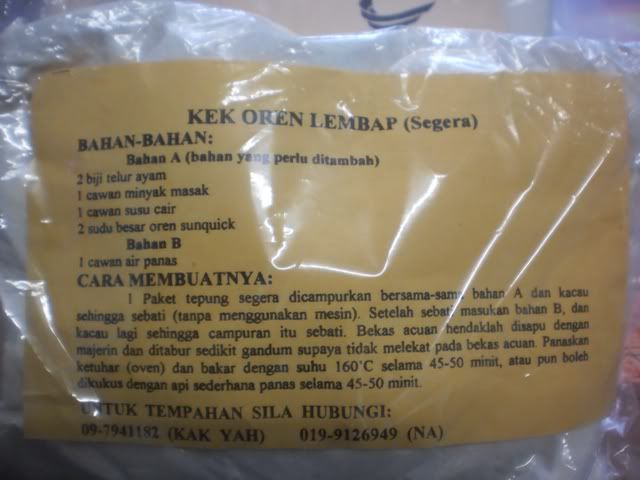 KEK OREN LEMBAP (Segera)
BAHAN-BAHAN:
Bahan A (bahan yang perlu ditambah)
2 biji telur ayam
1 cawan minyak masak
1 cawan susu cair
2 sudu besar oren sunquick
Bahan B
1 cawan air panas
CARA MEMBUATNYA:
1 Paket tepung segera dicampurkan bersama-sama bahan A dan kacau
sehingga sebati (tanpa menggunakan mesin). Setelah sebati masukan bahan B, dan
kacau lagi sehingga campuran itu sebati. Bekas acuan hendaklah disapu dengan
majerin dan ditabur sedikit gandum supaya tidak melekat pada bekas acuan. Panaskan
ketuhar (oven) dan bakar dengan suhu 160°C selama 45-50 minit, atau pun boleh
dikukus dengan api sederhana panas selama 45-50 minit.
UNTUK TEMPAHAN SILA HUBUNGI:
09-7941182 (KAK YAH) 019-9126949 (NA)